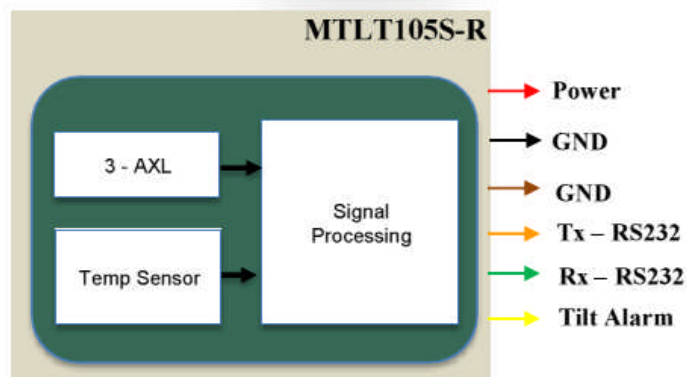 MTLT105S-R
3 - AXL
Temp Sensor
Signal
Processing
Power
GND
GND
Tx – RS232
Rx – RS232
Tilt Alarm